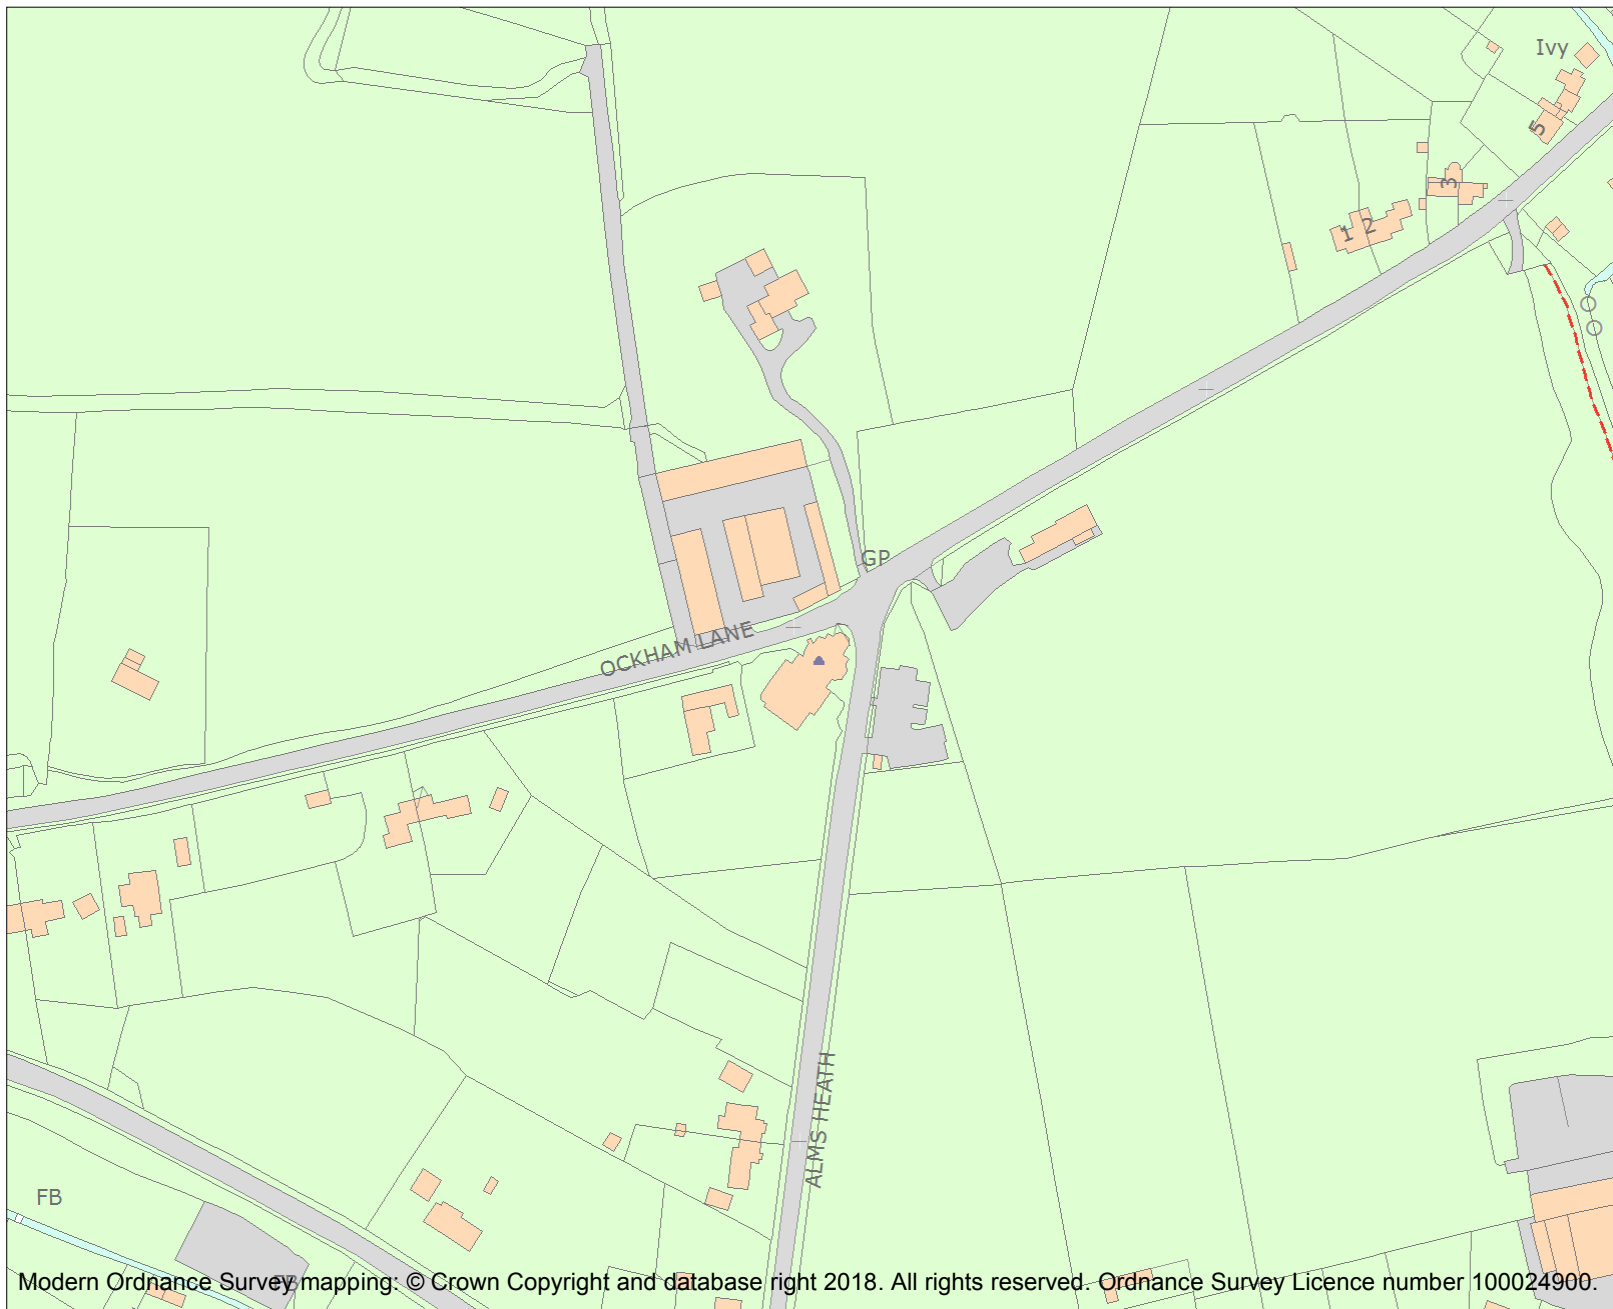 Ivy
5
3
1 2
GP
OCKHAM LANE
ALMS HEATH
FB
FB
Modern Ordnance Survey mapping: © Crown Copyright and database right 2018. All rights reserved. Ordnance Survey Licence number 100024900.